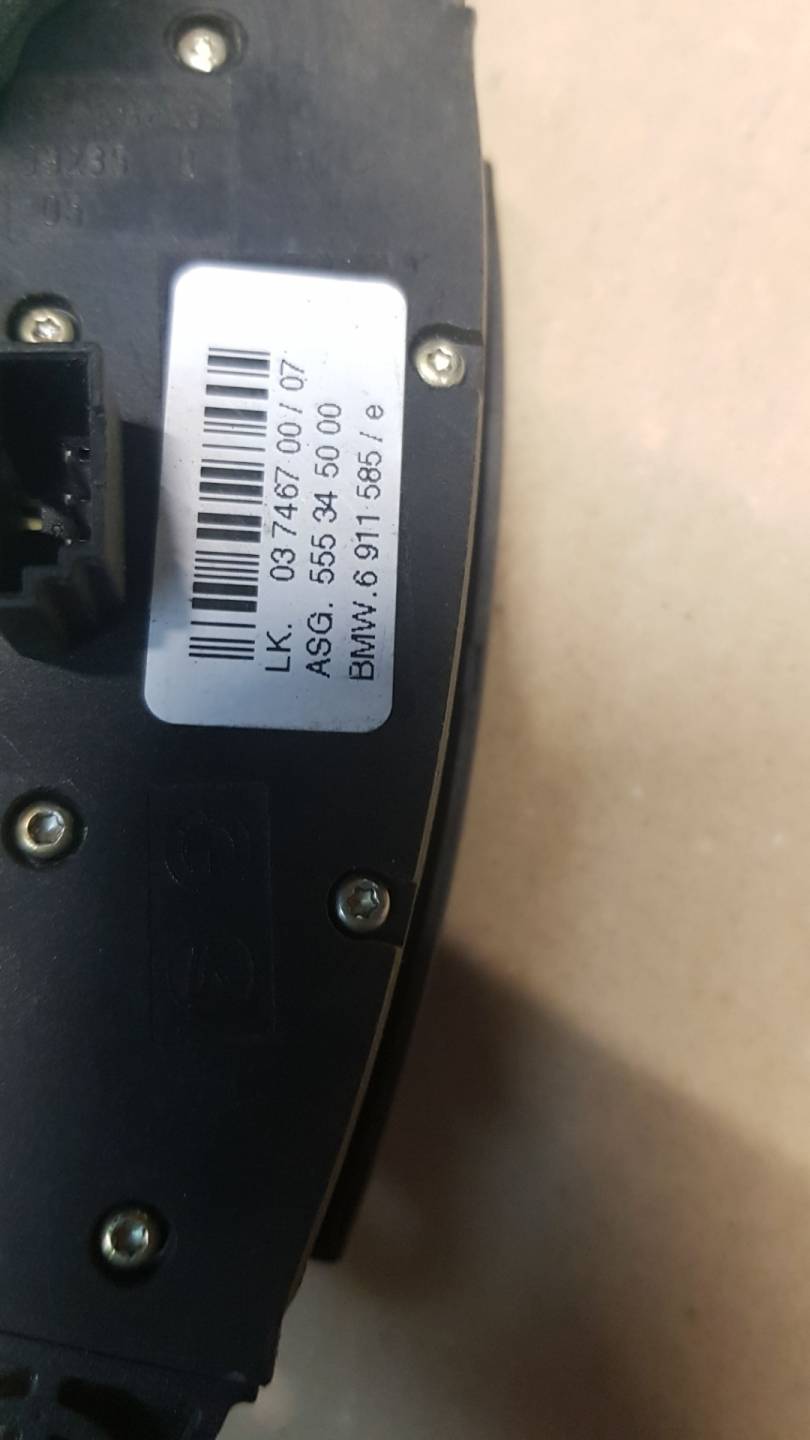 LK. 03 7467 00 / 07
ASG. 555 34 50 00
BMW. 6 911 585 / e